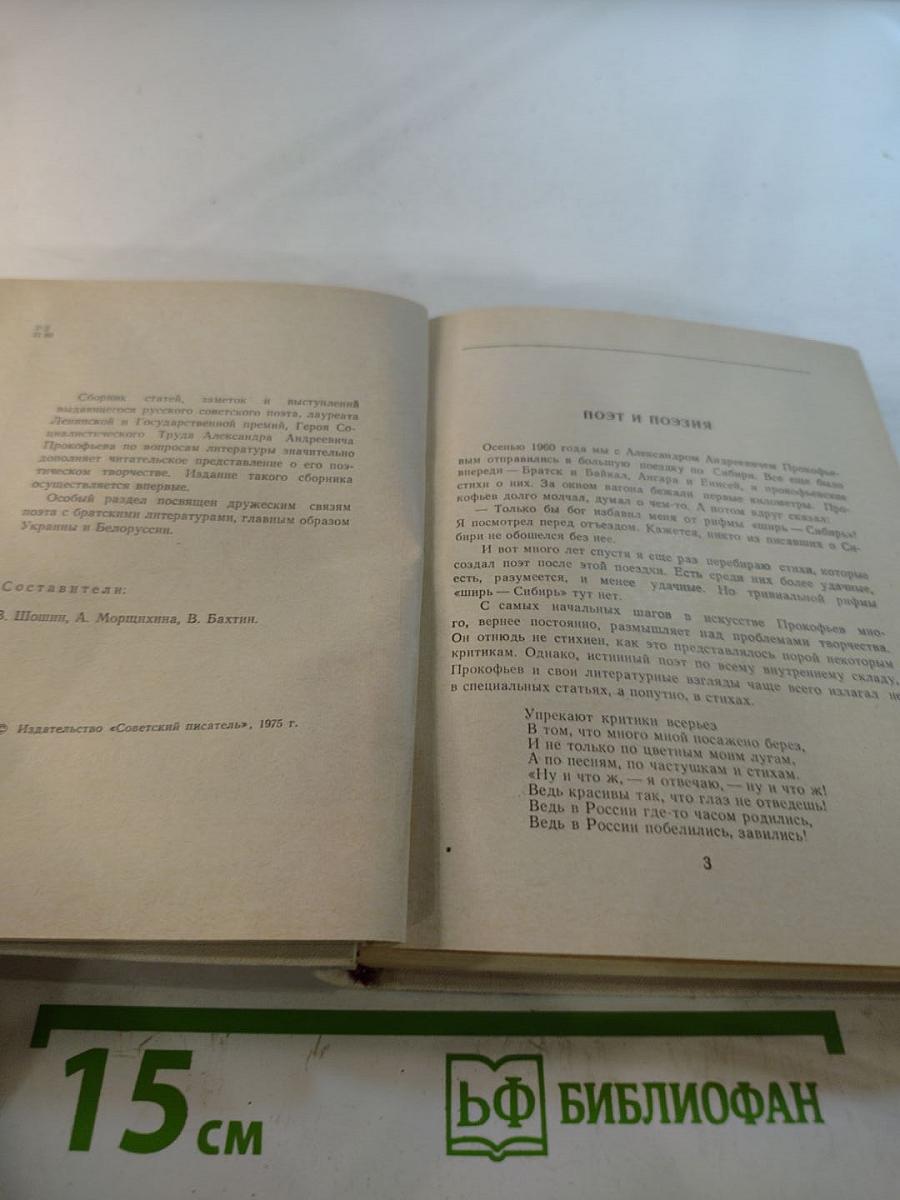 Сборник статей, заметок и выступлений
выдающегося русского советского поэта, лауреата
Ленинской и Государственной премий, Героя Со-
циалистического Труда Александра Андреевича
Прокофьева по вопросам литературы значительно
дополняет читательское представление о его поэ-
тическом творчестве. Издание такого сборника
осуществляется впервые.
Особый раздел посвящен дружеским связям
поэта с братскими литературами, главным образом
Украины и Белоруссии.
Составители:
В. Шошин, А. Морщихина, В. Бахтин.
© Издательство «Советский писатель», 1975 г.
ПОЭТ И ПОЭЗИЯ
Осенью 1960 года мы с Александром Андреевичем Прокофье-
вым отправились в большую поездку по Сибири. Все еще было
впереди — Братск и Байкал, Ангара и Енисей, и прокофьевские
стихи о них. За окном вагона бежали первые километры. Про-
кофьев долго молчал, думал о чем-то. А потом вдруг сказал:
— Только бы бог избавил меня от рифмы «ширь — Сибирь»!
Я посмотрел перед отъездом. Кажется, никто из писавших о Си-
бири не обошелся без нее.
И вот много лет спустя я еще раз перебираю стихи, которые
создал поэт после этой поездки. Есть среди них более удачные,
есть, разумеется, и менее удачные. Но тривиальной рифмы
«ширь — Сибирь» тут нет.
С самых начальных шагов в искусстве Прокофьев мно-
го, вернее постоянно, размышляет над проблемами творчества.
Он отнюдь не стихиен, как это представлялось порой некоторым
критикам. Однако, истинный поэт по всему внутреннему складу,
Прокофьев и свои литературные взгляды чаще всего излагал не
в специальных статьях, а попутно, в стихах.
Упрекают критики всерьез
В том, что много мной посажено берез,
И не только по цветным моим лугам,
А по песням, по частушкам и стихам.
«Ну и что ж, — я отвечаю, — ну и что ж!
Ведь красивы так, что глаз не отведешь!
Ведь в России где-то часом родились,
Ведь в России побелились, завились!
3
15 см
ЬФ БИБЛИОФАН